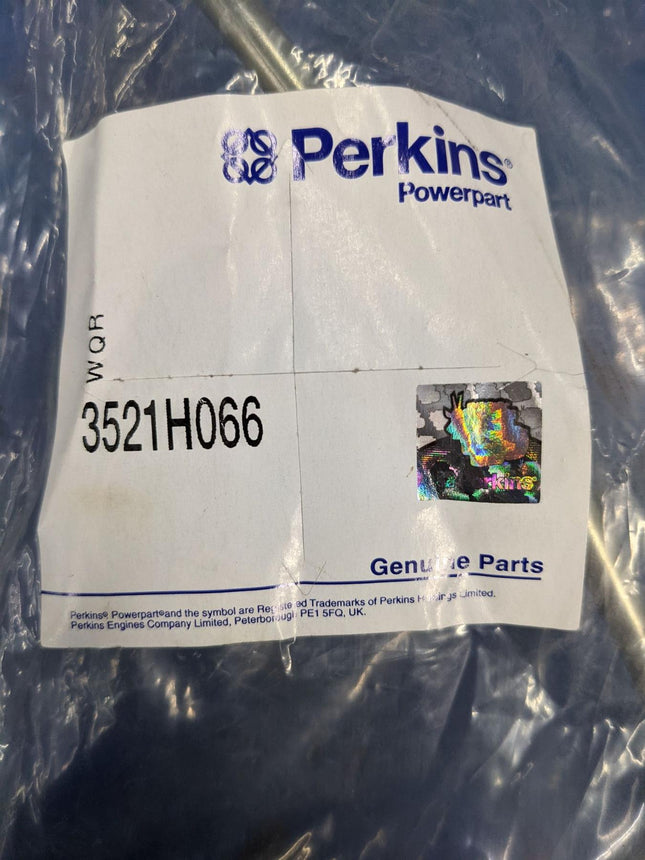 Perkins®
Powerpart
WQR
3521H066
Perkins®
Genuine Parts
Perkins® Powerpart® and the symbol are Registered Trademarks of Perkins Holdings Limited.
Perkins Engines Company Limited, Peterborough PE1 5FQ, UK.